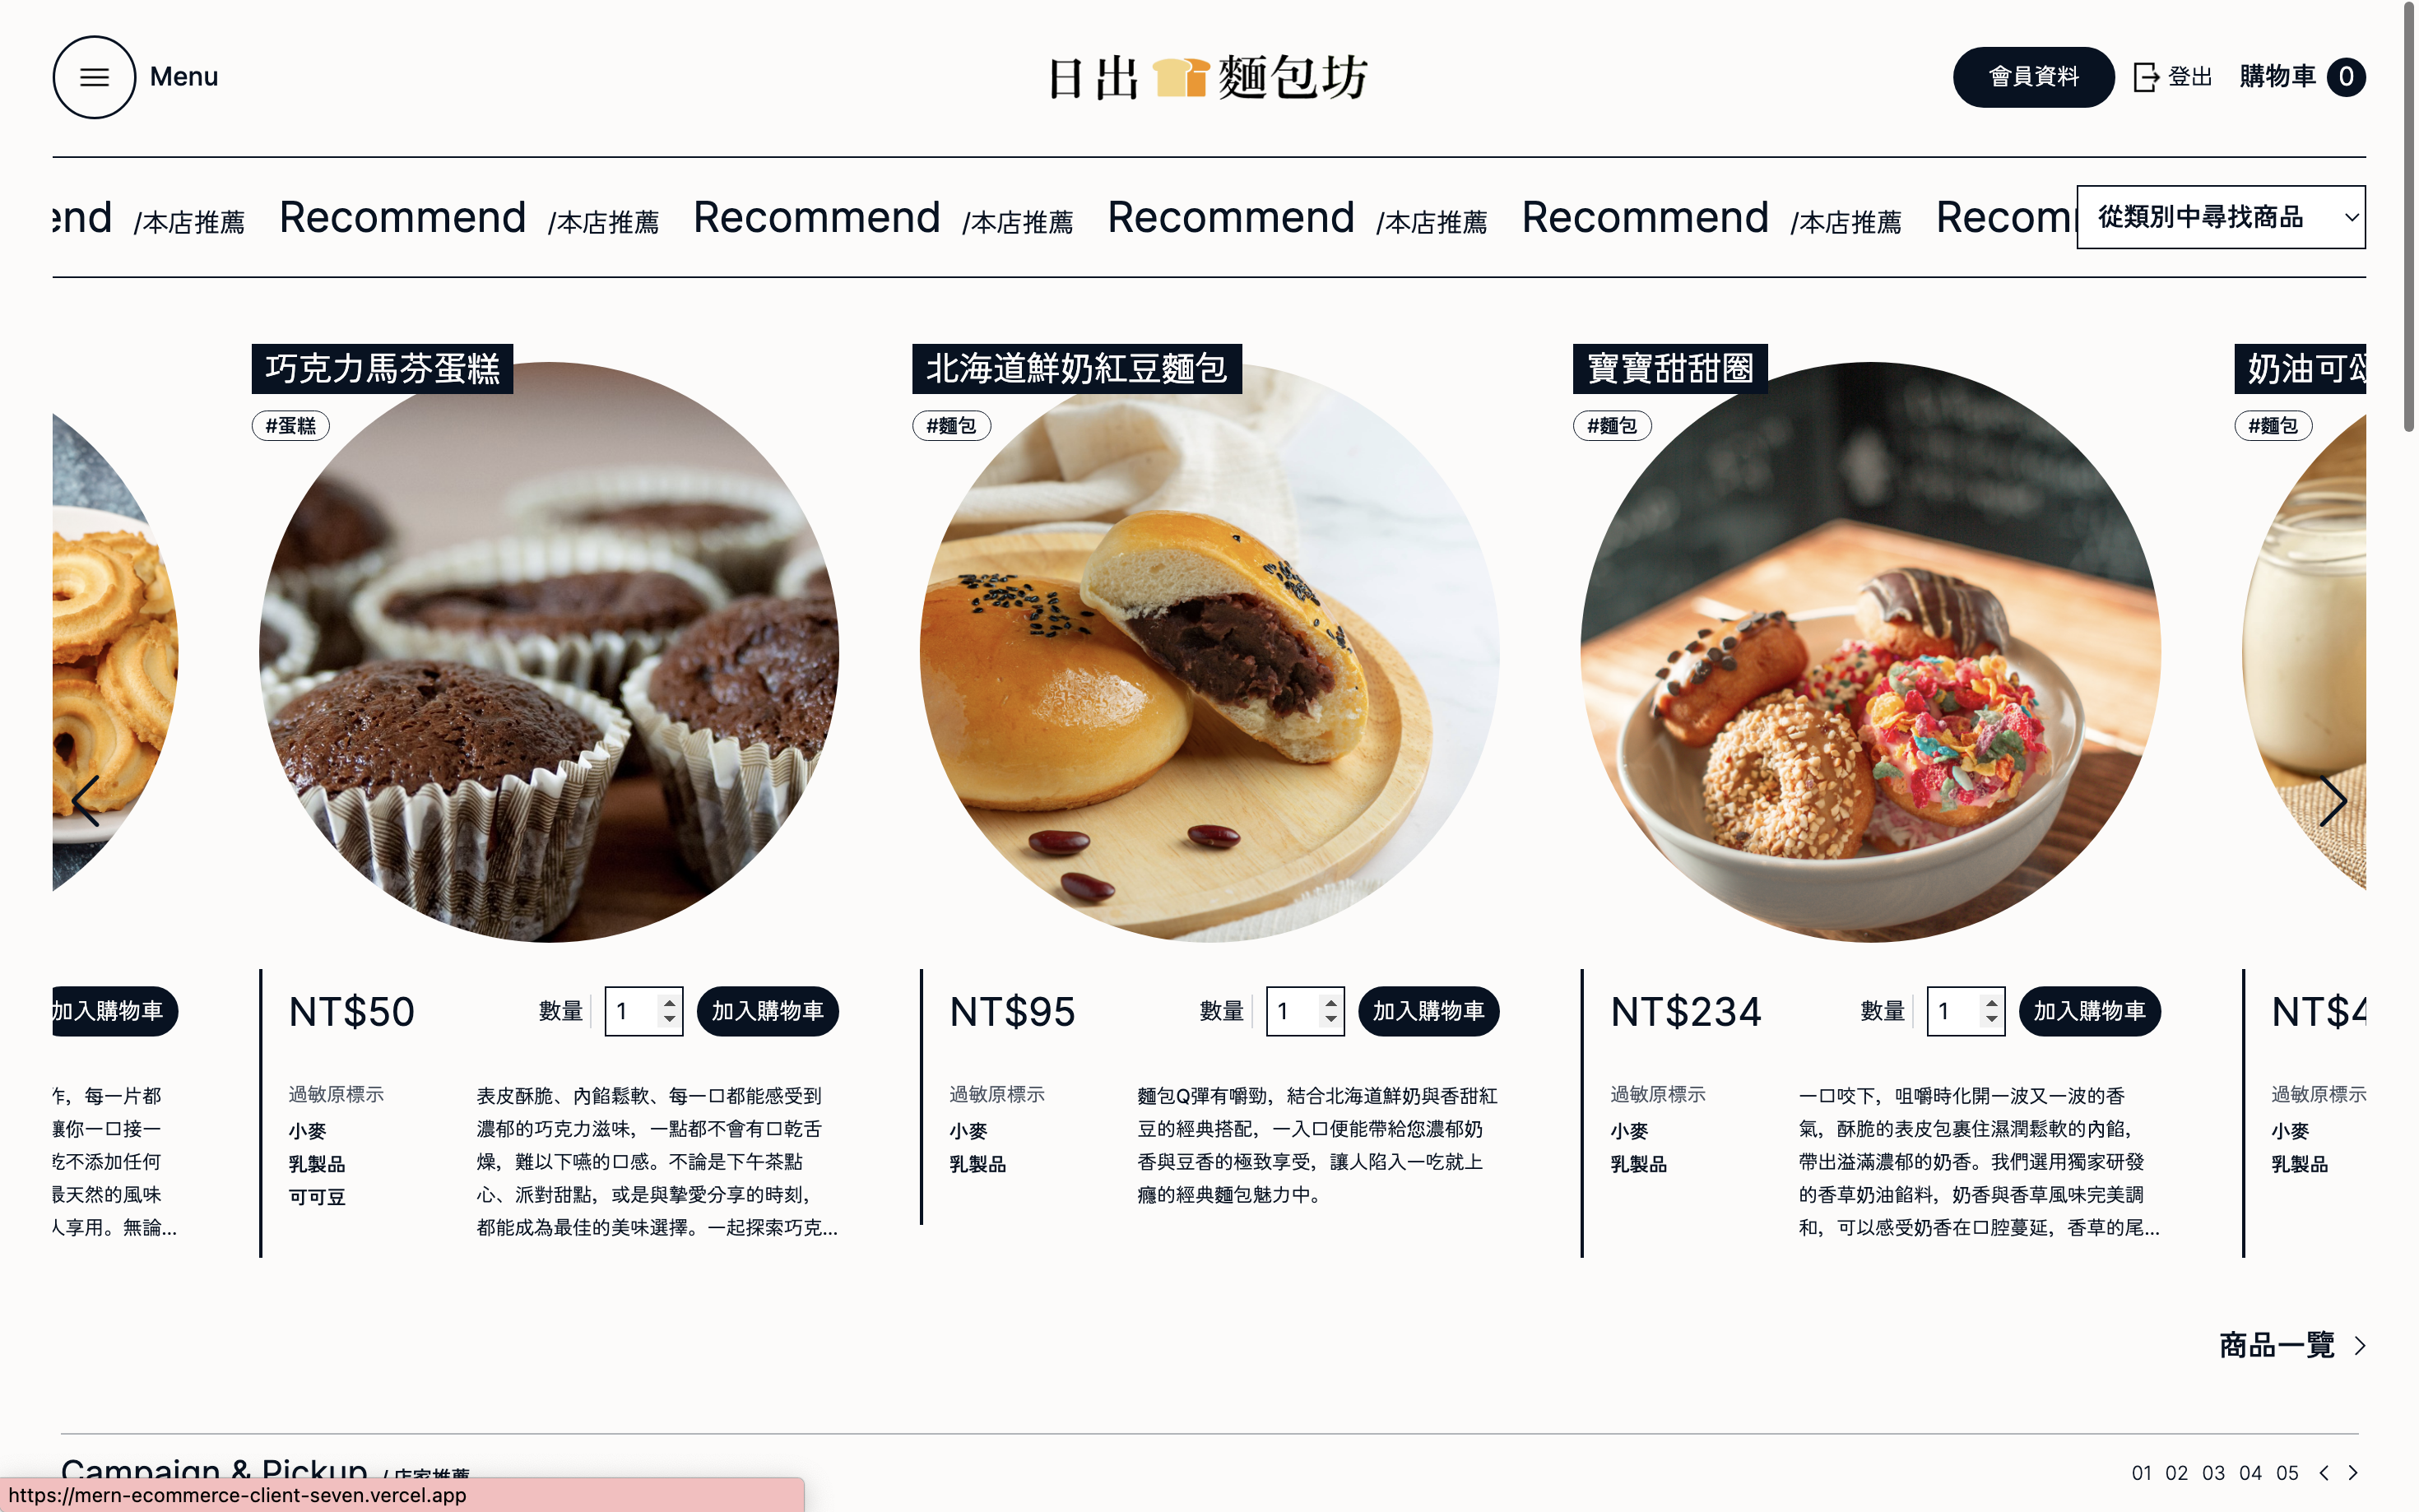 Menu
日出 麵包坊
會員資料
登出
購物車 0
end /本店推薦 Recommend /本店推薦 Recommend /本店推薦 Recommend /本店推薦 Recommend /本店推薦 Recom
從類別中尋找商品
巧克力馬芬蛋糕
#蛋糕
北海道鮮奶紅豆麵包
#麵包
寶寶甜甜圈
#麵包
奶油可頌
#麵包
加入購物車
作，每一片都
讓你一口接一
乾不添加任何
最天然的風味
人享用。無論...
NT$50
數量 1 加入購物車
過敏原標示
小麥
乳製品
可可豆
表皮酥脆、內餡鬆軟、每一口都能感受到
濃郁的巧克力滋味，一點都不會有口乾舌
燥，難以下嚥的口感。不論是下午茶點
心、派對甜點，或是與摯愛分享的時刻，
都能成為最佳的美味選擇。一起探索巧克...
NT$95
數量 1 加入購物車
過敏原標示
小麥
乳製品
麵包Q彈有嚼勁，結合北海道鮮奶與香甜紅
豆的經典搭配，一入口便能帶給您濃郁奶
香與豆香的極致享受，讓人陷入一吃就上
癮的經典麵包魅力中。
NT$234
數量 1 加入購物車
過敏原標示
小麥
乳製品
一口咬下，咀嚼時化開一波又一波的香
氣，酥脆的表皮包裹住濕潤鬆軟的內餡，
帶出溢滿濃郁的奶香。我們選用獨家研發
的香草奶油餡料，奶香與香草風味完美調
和，可以感受奶香在口腔蔓延，香草的尾...
NT$4
過敏原標示
小麥
乳製品
商品一覽
Campaign & Pickup / 店家推薦
01 02 03 04 05
https://mern-ecommerce-client-seven.vercel.app